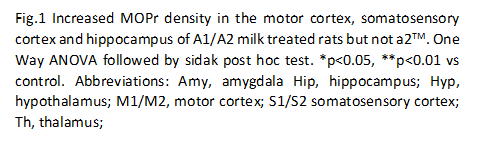 Fig.1 Increased MOPr density in the motor cortex, somatosensory
cortex and hippocampus of A1/A2 milk treated rats but not a2™. One
Way ANOVA followed by sidak post hoc test. *p<0.05, **p<0.01 vs
control. Abbreviations: Amy, amygdala Hip, hippocampus; Hyp,
hypothalamus; M1/M2, motor cortex; S1/S2 somatosensory cortex;
Th, thalamus;